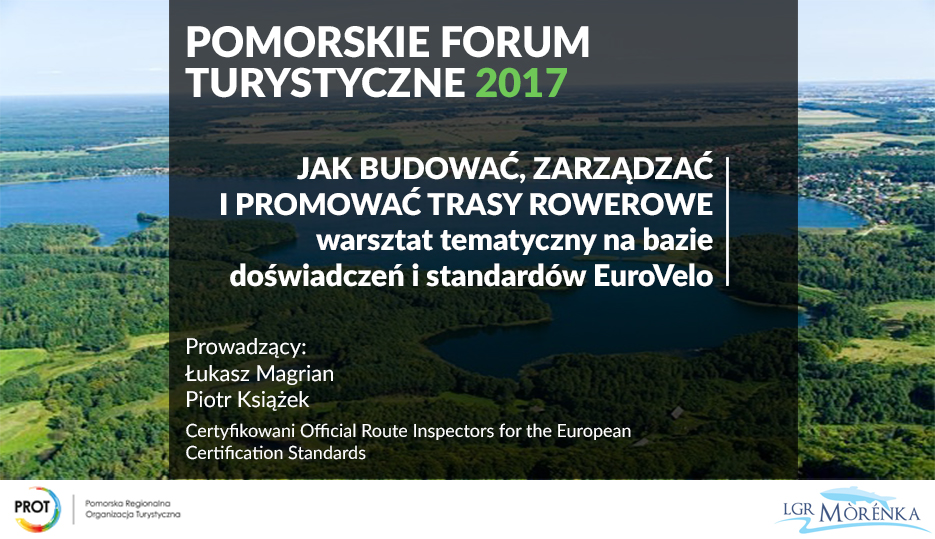 POMORSKIE FORUM
TURYSTYCZNE 2017
JAK BUDOWAĆ, ZARZĄDZAĆ
I PROMOWAĆ TRASY ROWEROWE
warsztat tematyczny na bazie
doświadczeń i standardów EuroVelo
Prowadzący:
Łukasz Magrian
Piotr Książek
Certyfikowani Official Route Inspectors for the European
Certification Standards
PROT
Pomorska Regionalna
Organizacja Turystyczna
LGR MÒRÉNKA